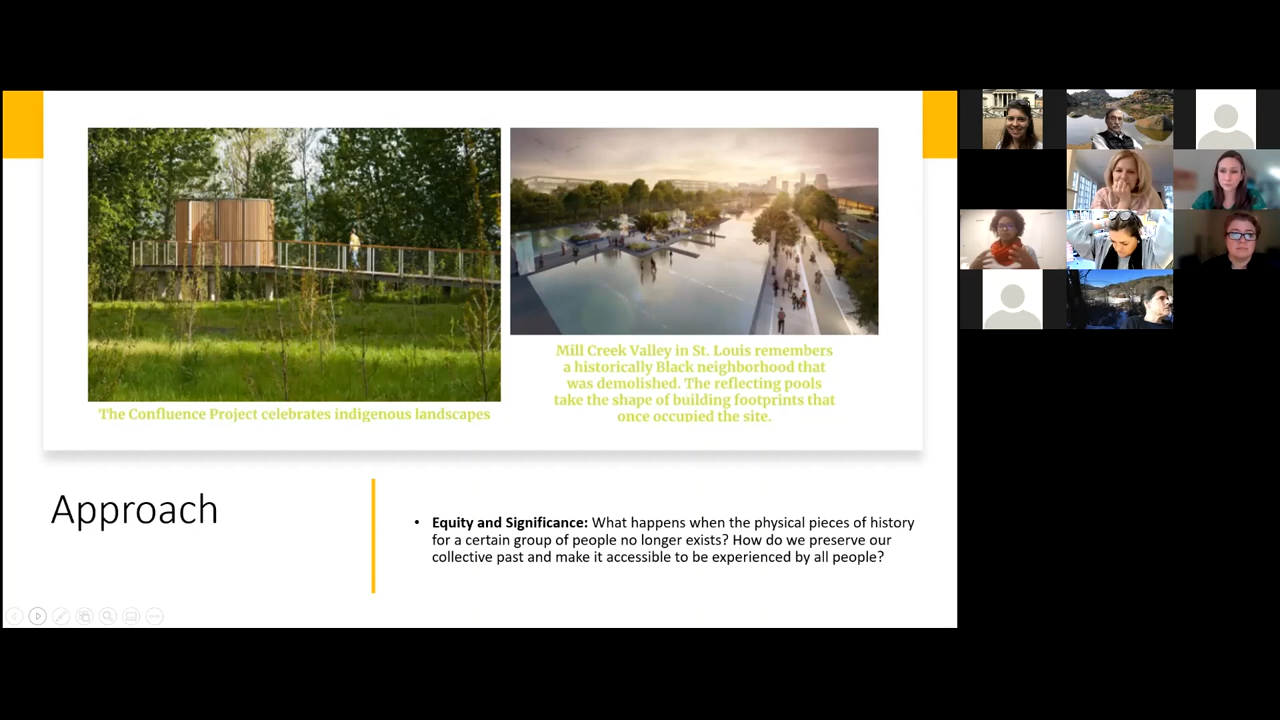 The Confluence Project celebrates indigenous landscapes
Mill Creek Valley in St. Louis remembers
a historically Black neighborhood that
was demolished. The reflecting pools
take the shape of building footprints that
once occupied the site.
Approach
• Equity and Significance: What happens when the physical pieces of history
for a certain group of people no longer exists? How do we preserve our
collective past and make it accessible to be experienced by all people?